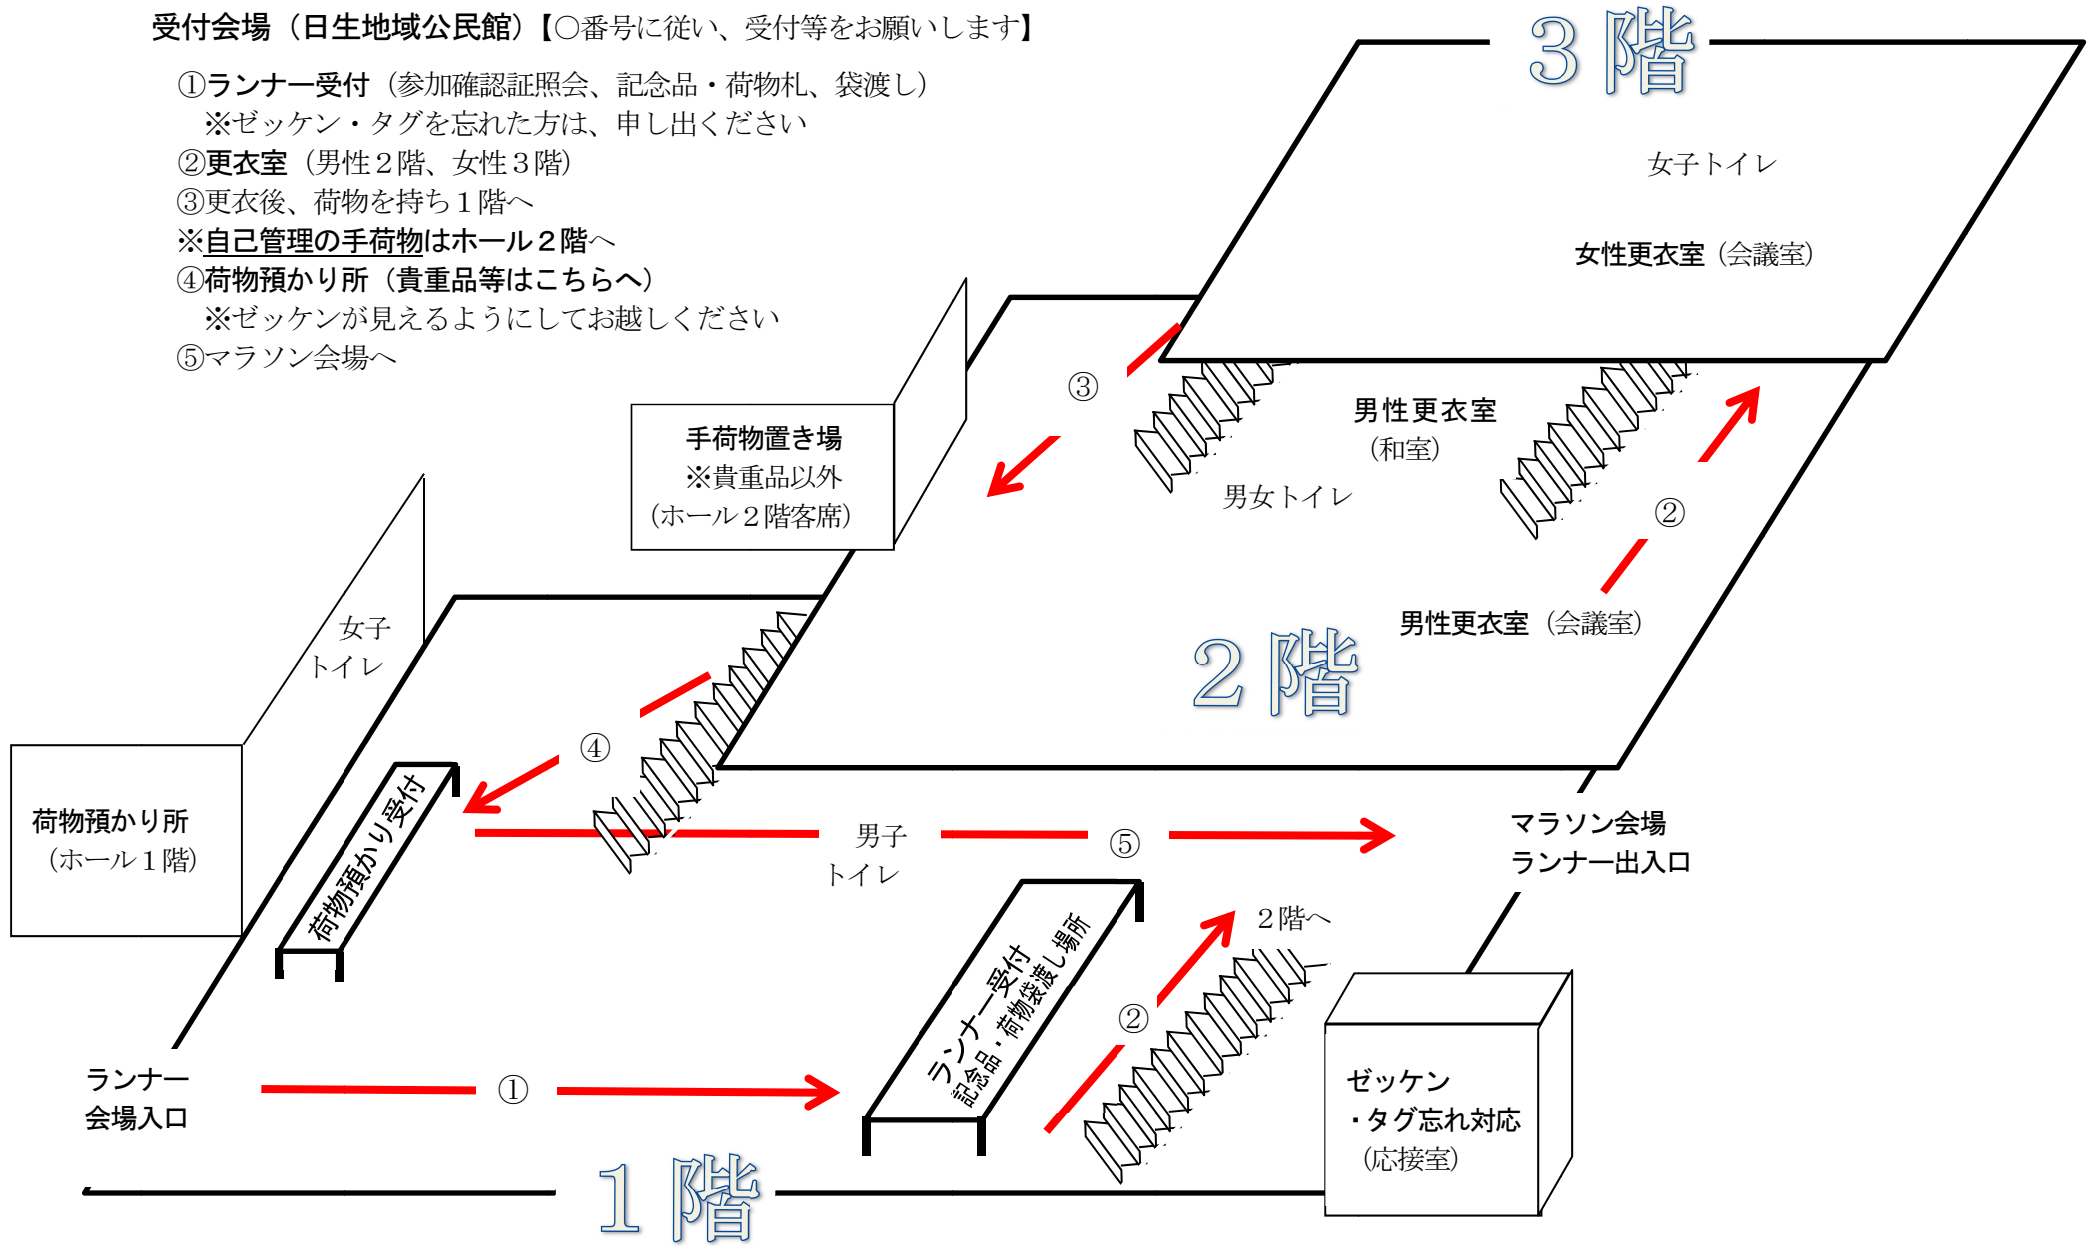 受付会場（日生地域公民館）【○番号に従い、受付等をお願いします】
①ランナー受付（参加確認証照会、記念品・荷物札、袋渡し）
※ゼッケン・タグを忘れた方は、申し出ください
②更衣室（男性２階、女性３階）
③更衣後、荷物を持ち１階へ
※自己管理の手荷物はホール２階へ
④荷物預かり所（貴重品等はこちらへ）
※ゼッケンが見えるようにしてお越しください
⑤マラソン会場へ
３階
女子トイレ
女性更衣室（会議室）
③
手荷物置き場
※貴重品以外
（ホール２階客席）
男性更衣室
（和室）
男女トイレ
②
男性更衣室（会議室）
２階
女子
トイレ
④
荷物預かり所
（ホール１階）
荷物預かり受付
男子
トイレ
⑤
マラソン会場
ランナー出入口
２階へ
ランナー受付
記念品・荷物袋渡し場所
②
ランナー
会場入口
①
ゼッケン
・タグ忘れ対応
（応接室）
１階